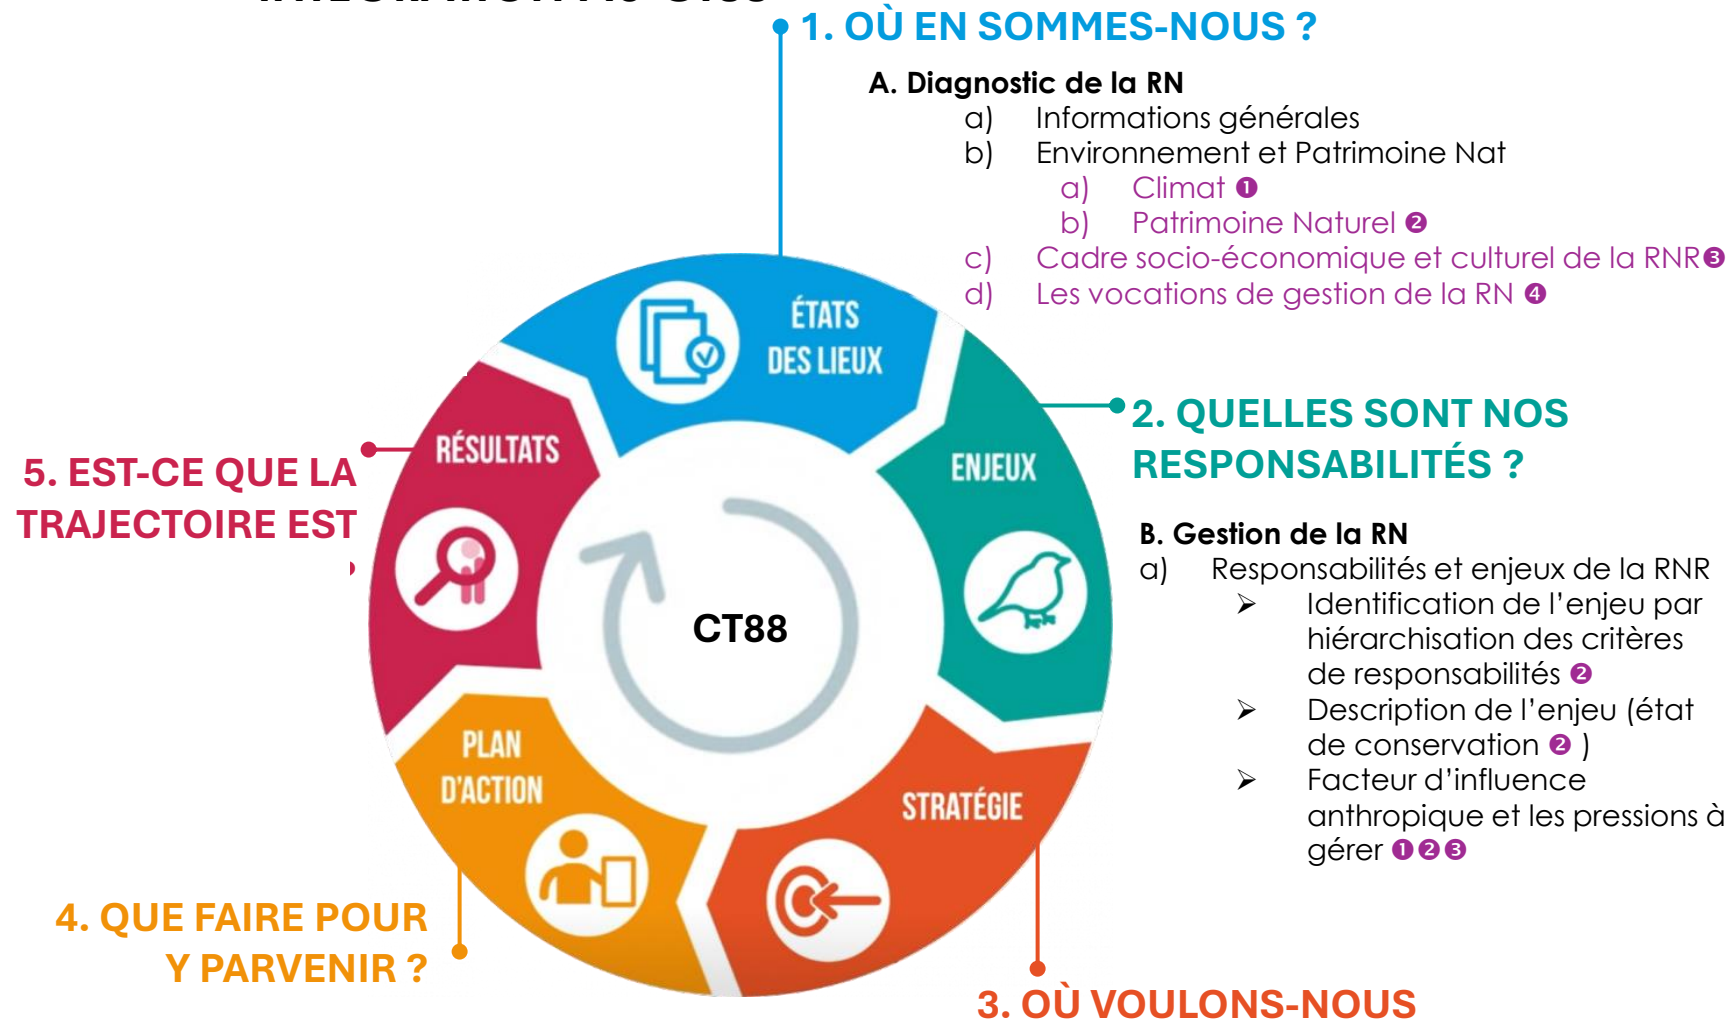 1. OÙ EN SOMMES-NOUS ?
A. Diagnostic de la RN
a) Informations générales
b) Environnement et Patrimoine Nat
a) Climat ❶
b) Patrimoine Naturel ❷
c) Cadre socio-économique et culturel de la RNR❸
d) Les vocations de gestion de la RN ❹
ÉTATS
DES LIEUX
2. QUELLES SONT NOS
RESPONSABILITÉS ?
ENJEUX
B. Gestion de la RN
a) Responsabilités et enjeux de la RNR
➢ Identification de l’enjeu par
hiérarchisation des critères
de responsabilités ❷
➢ Description de l’enjeu (état
de conservation ❷ )
➢ Facteur d’influence
anthropique et les pressions à
gérer ❶❷❸
STRATÉGIE
3. OÙ VOULONS-NOUS
PLAN
D’ACTION
4. QUE FAIRE POUR
Y PARVENIR ?
RÉSULTATS
5. EST-CE QUE LA
TRAJECTOIRE EST
CT88